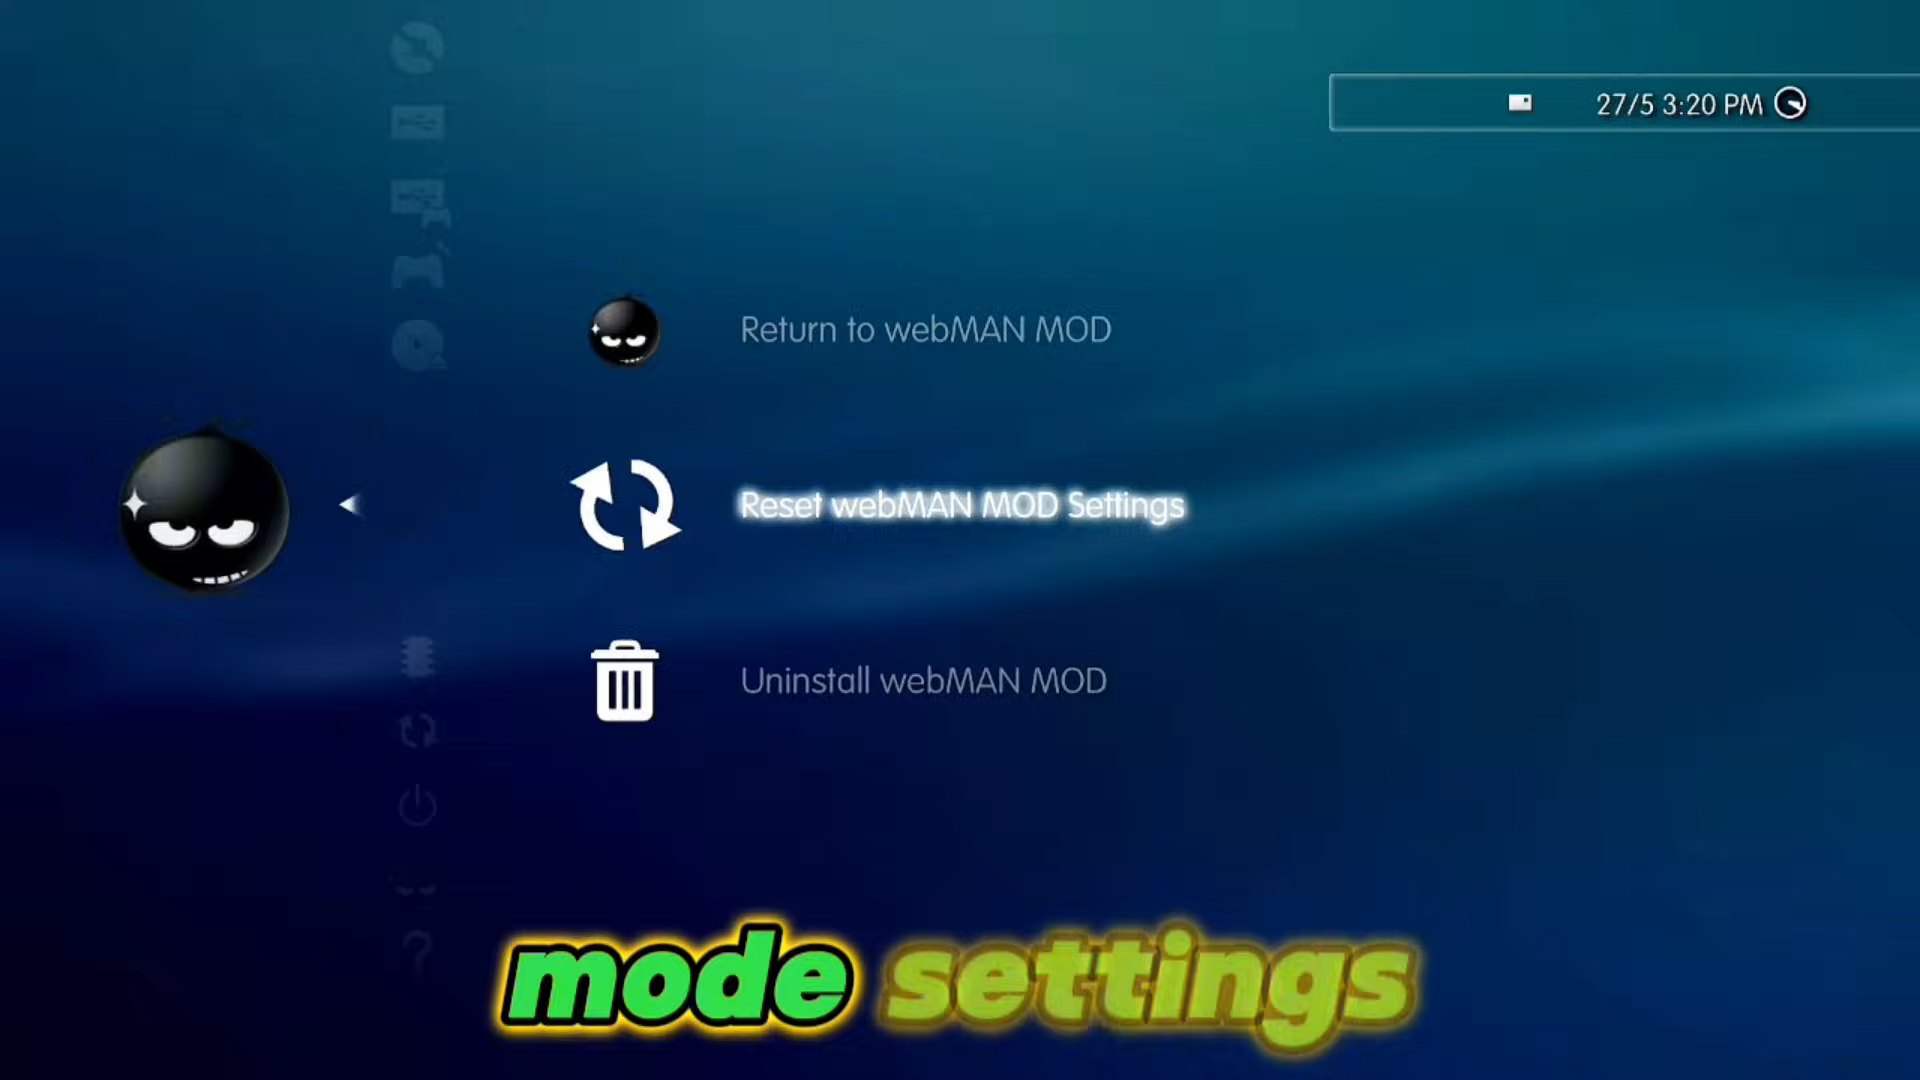 27/5 3:20 PM
Return to webMAN MOD
Reset webMAN MOD Settings
Uninstall webMAN MOD
mode settings